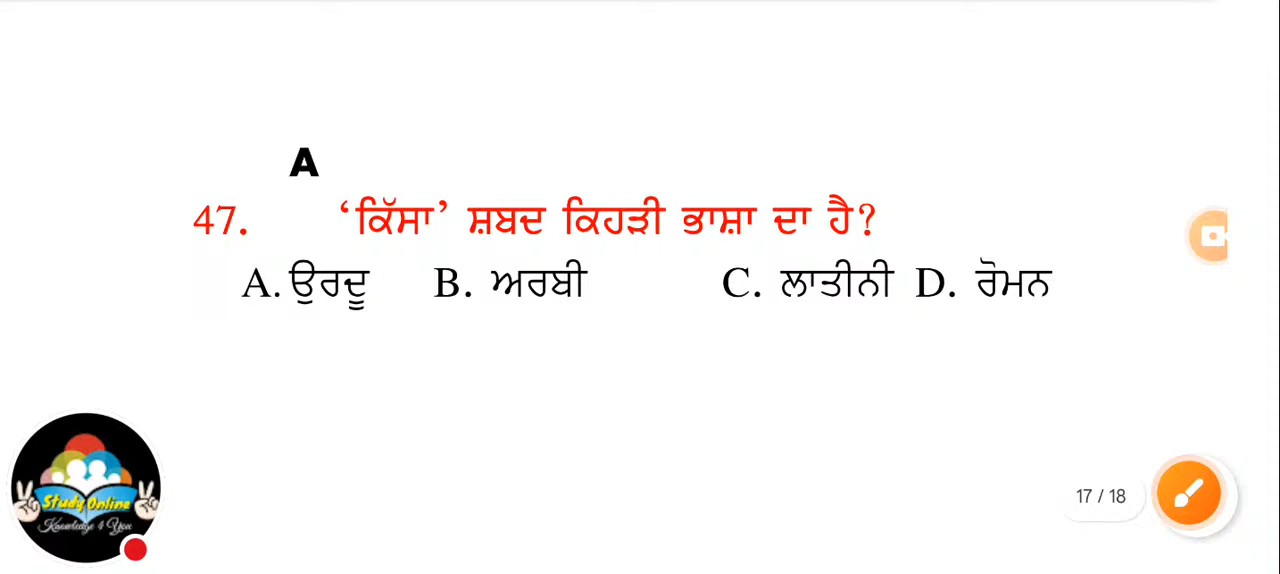 A
47. ‘ਕਿੱਸਾ’ ਸ਼ਬਦ ਕਿਹੜੀ ਭਾਸ਼ਾ ਦਾ ਹੈ?
A. ਉਰਦੂ B. ਅਰਬੀ C. ਲਾਤੀਨੀ D. ਰੋਮਨ
Study Online
Knowledge 4 You
17 / 18